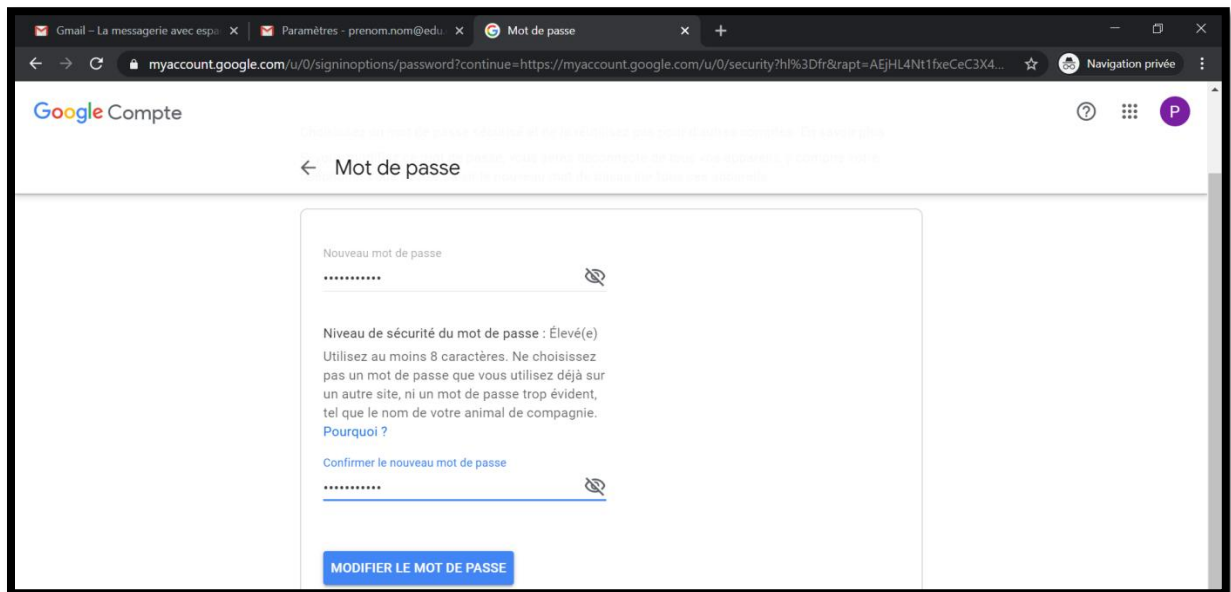 Gmail – La messagerie avec espa
Paramètres - prenom.nom@edu.
Mot de passe
myaccount.google.com/u/0/signinoptions/password?continue=https://myaccount.google.com/u/0/security?hl%3Dfr&rapt=AEjHL4Nt1fxeCeC3X4...
Navigation privée
Google Compte
P
Mot de passe
Nouveau mot de passe
•••••••••••
Niveau de sécurité du mot de passe : Élevé(e)
Utilisez au moins 8 caractères. Ne choisissez
pas un mot de passe que vous utilisez déjà sur
un autre site, ni un mot de passe trop évident,
tel que le nom de votre animal de compagnie.
Pourquoi ?
Confirmer le nouveau mot de passe
•••••••••••
MODIFIER LE MOT DE PASSE